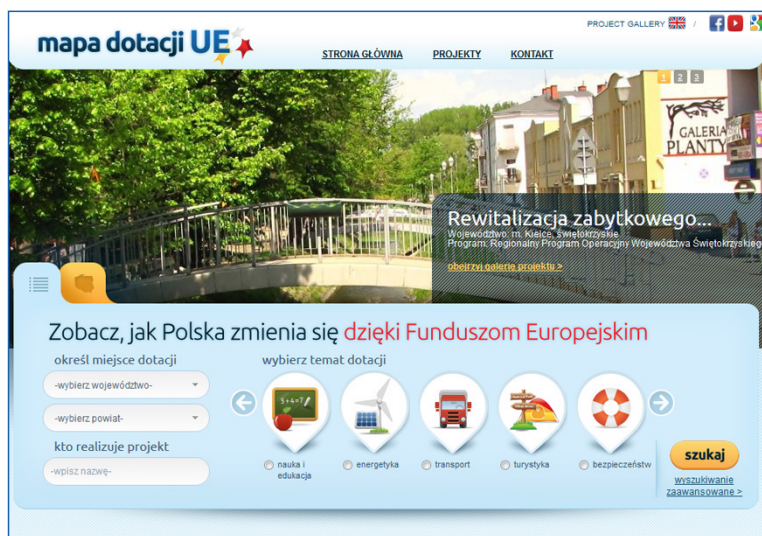 PROJECT GALLERY /
mapa dotacji UE
STRONA GŁÓWNA PROJEKTY KONTAKT
1 2 3
GALERIA
PLANTY
Rewitalizacja zabytkowego...
Województwo: m. Kielce, świętokrzyskie
Program: Regionalny Program Operacyjny Województwa Świętokrzyskieg
obejrzyj galerię projektu >
Zobacz, jak Polska zmienia się dzięki Funduszom Europejskim
określ miejsce dotacji
wybierz temat dotacji
-wybierz województwo-
-wybierz powiat-
kto realizuje projekt
-wpisz nazwę-
5+4=7
nauka i
edukacja
energetyka
transport
turystyka
bezpieczeństw
szukaj
wyszukiwanie
zaawansowane >